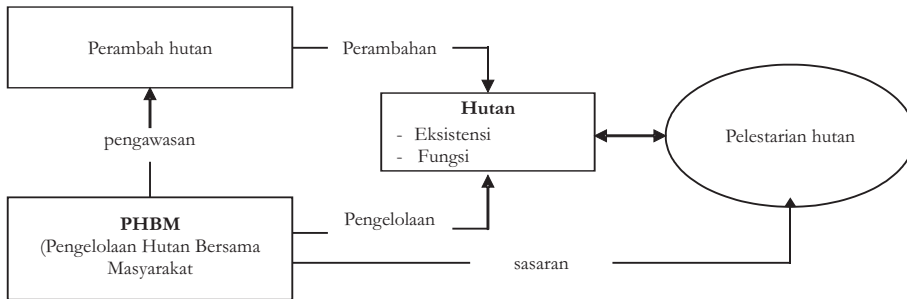 Perambah hutan
Perambahan
Hutan
- Eksistensi
- Fungsi
Pelestarian hutan
pengawasan
PHBM
(Pengelolaan Hutan Bersama
Masyarakat
Pengelolaan
sasaran